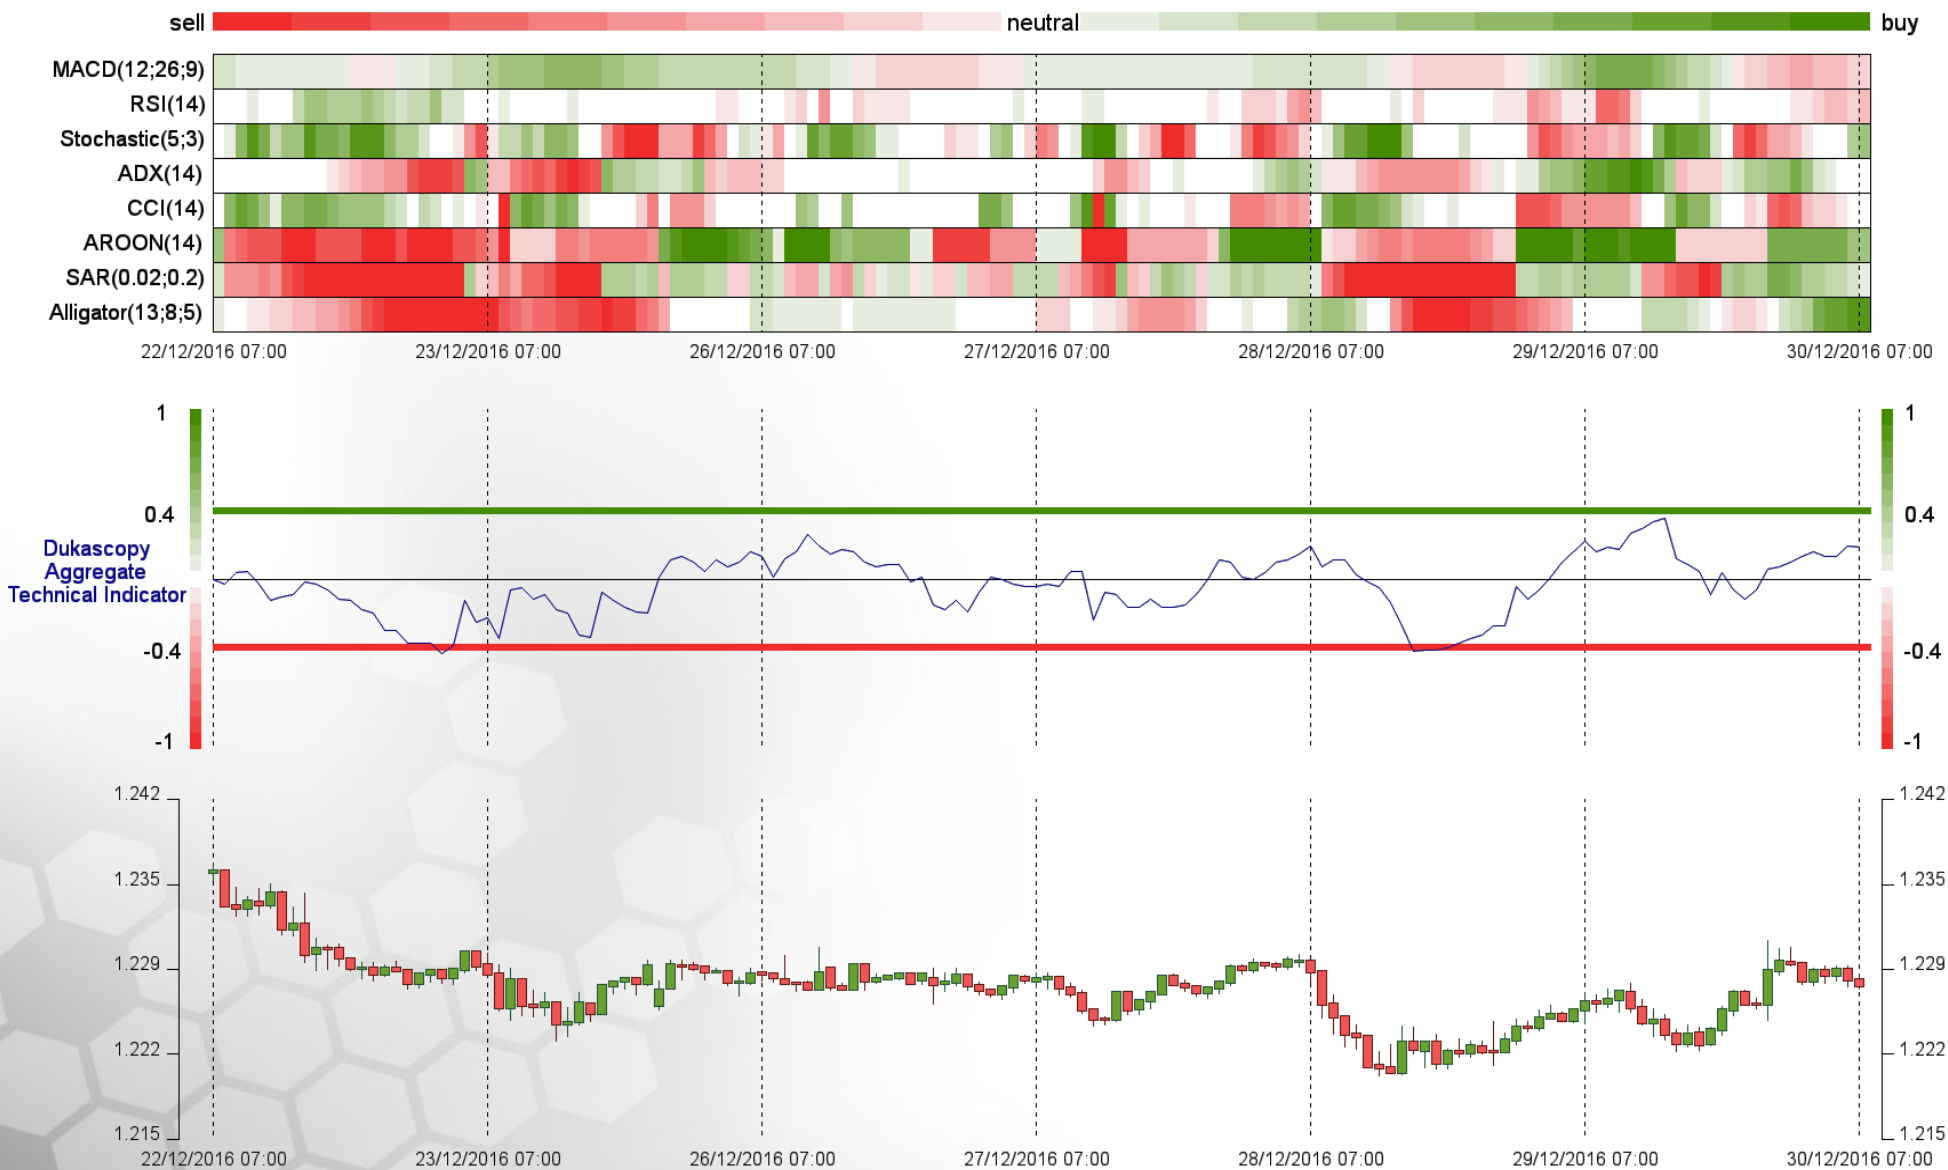 sell neutral buy
MACD(12;26;9)
RSI(14)
Stochastic(5;3)
ADX(14)
CCI(14)
AROON(14)
SAR(0.02;0.2)
Alligator(13;8;5)
22/12/2016 07:00 23/12/2016 07:00 26/12/2016 07:00 27/12/2016 07:00 28/12/2016 07:00 29/12/2016 07:00 30/12/2016 07:00
1 1
0.4 0.4
Dukascopy
Aggregate
Technical Indicator
-0.4 -0.4
-1 -1
1.242 1.242
1.235 1.235
1.229 1.229
1.222 1.222
1.215 1.215
22/12/2016 07:00 23/12/2016 07:00 26/12/2016 07:00 27/12/2016 07:00 28/12/2016 07:00 29/12/2016 07:00 30/12/2016 07:00